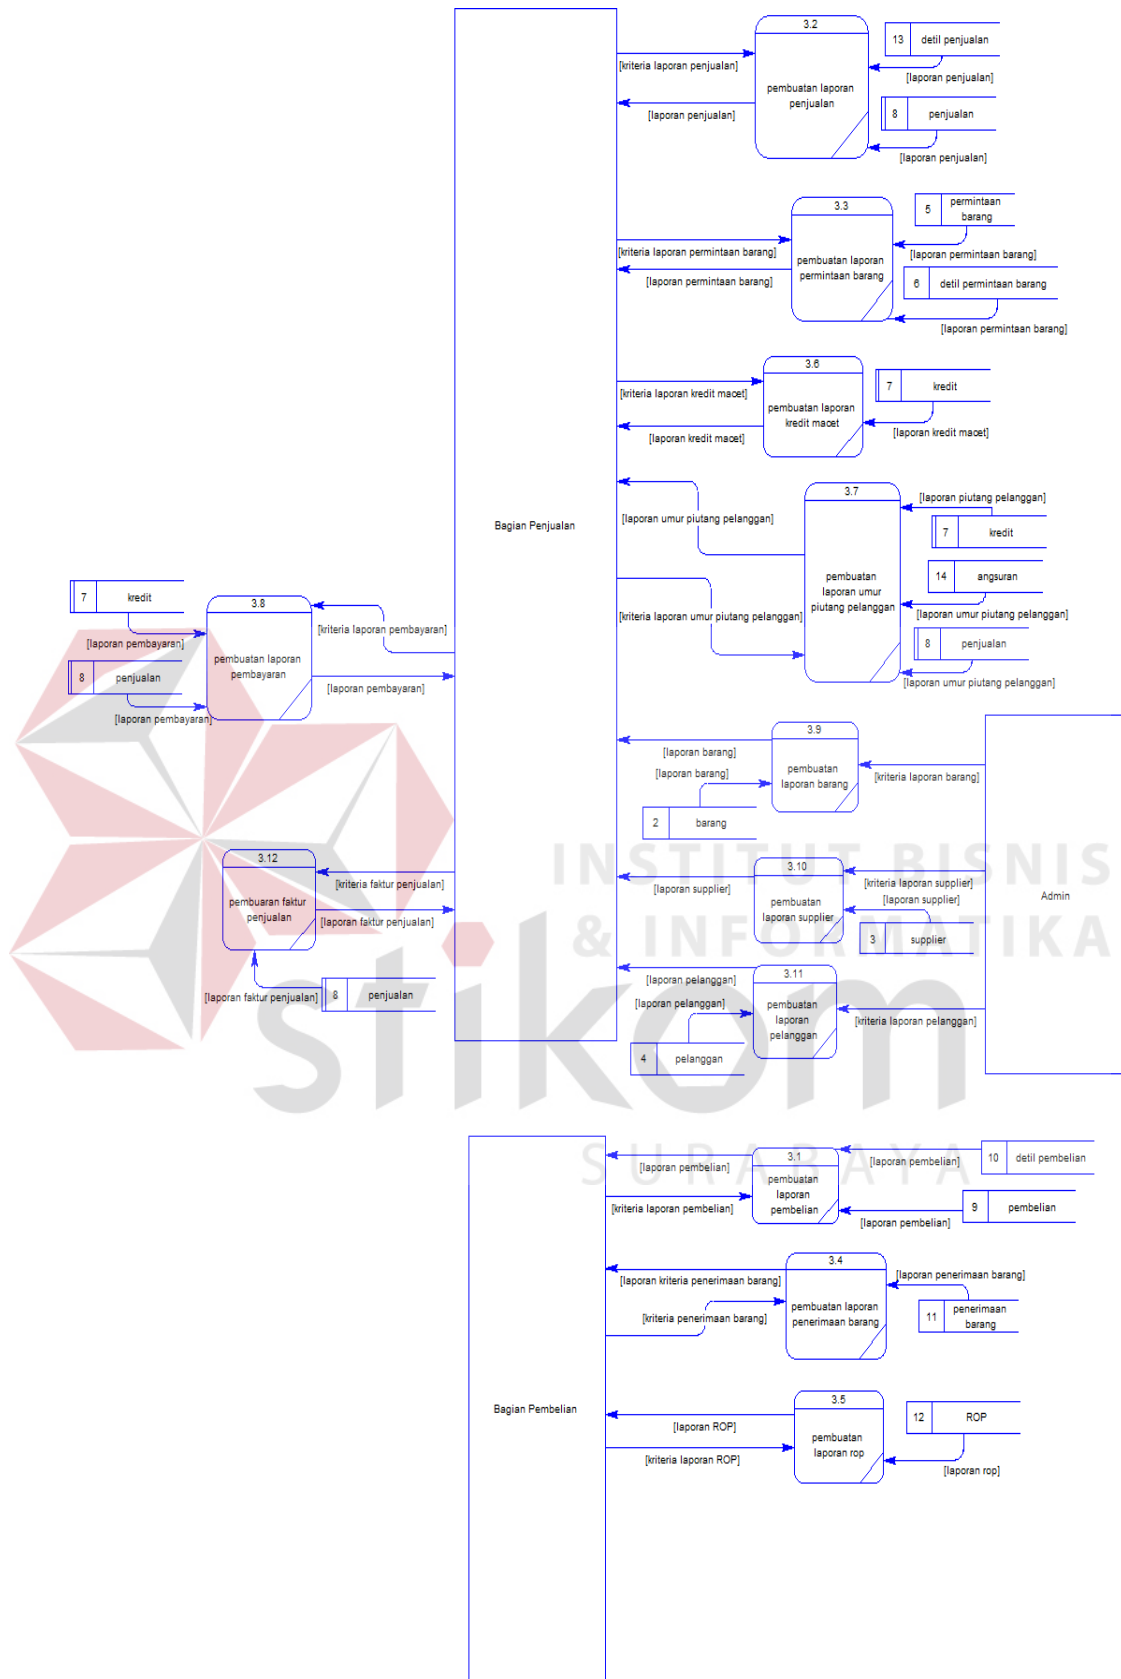 3.2
13 detil penjualan
[kriteria laporan penjualan]
[laporan penjualan]
pembuatan laporan
penjualan
[laporan penjualan]
8 penjualan
[laporan penjualan]
3.3
5 permintaan
barang
[kriteria laporan permintaan barang]
pembuatan laporan
permintaan barang
[laporan permintaan barang]
[laporan permintaan barang]
6 detil permintaan barang
[laporan permintaan barang]
3.6
7 kredit
[kriteria laporan kredit macet]
pembuatan laporan
kredit macet
[laporan kredit macet]
[laporan kredit macet]
Bagian Penjualan
3.7
[laporan piutang pelanggan]
7 kredit
[laporan umur piutang pelanggan]
14 angsuran
pembuatan
laporan umur
piutang pelanggan
[laporan umur piutang pelanggan]
[kriteria laporan umur piutang pelanggan]
8 penjualan
[laporan umur piutang pelanggan]
7 kredit
3.8
[laporan pembayaran]
[kriteria laporan pembayaran]
pembuatan laporan
pembayaran
8 penjualan
[laporan pembayaran]
[laporan pembayaran]
3.9
[laporan barang]
[laporan barang]
pembuatan
laporan barang
[kriteria laporan barang]
2 barang
3.12
[kriteria faktur penjualan]
pembuaran faktur
penjualan
[laporan faktur penjualan]
[laporan faktur penjualan]
8 penjualan
3.10
[laporan supplier]
[kriteria laporan supplier]
[laporan supplier]
pembuatan
laporan supplier
3 supplier
Admin
3.11
[laporan pelanggan]
[laporan pelanggan]
pembuatan
laporan
pelanggan
[kriteria laporan pelanggan]
4 pelanggan
INSTITUT BISNIS
& INFORMATIKA
stikom
SURABAYA
3.1
[laporan pembelian]
[laporan pembelian]
10 detil pembelian
pembuatan
laporan
pembelian
[kriteria laporan pembelian]
[laporan pembelian]
9 pembelian
3.4
[laporan kriteria penerimaan barang]
[laporan penerimaan barang]
pembuatan laporan
penerimaan barang
[kriteria penerimaan barang]
11 penerimaan
barang
Bagian Pembelian
3.5
[laporan ROP]
12 ROP
pembuatan
laporan rop
[kriteria laporan ROP]
[laporan rop]